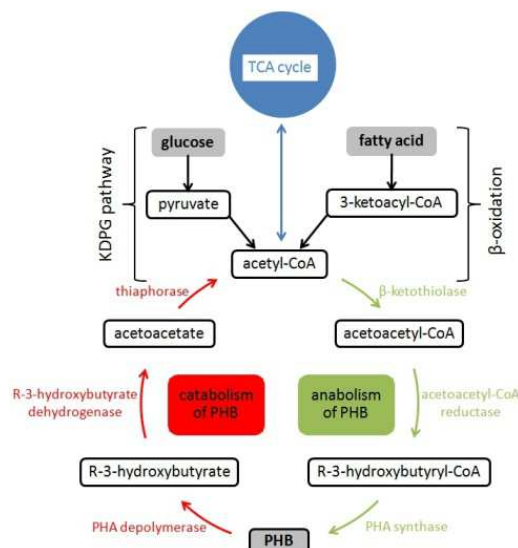 TCA cycle
KDPG pathway
glucose
fatty acid
β-oxidation
pyruvate
3-ketoacyl-CoA
acetyl-CoA
thiaphorase
β-ketothiolase
acetoacetate
acetoacetyl-CoA
R-3-hydroxybutyrate
dehydrogenase
catabolism
of PHB
anabolism
of PHB
acetoacetyl-CoA
reductase
R-3-hydroxybutyrate
R-3-hydroxybutyryl-CoA
PHA depolymerase
PHB
PHA synthase